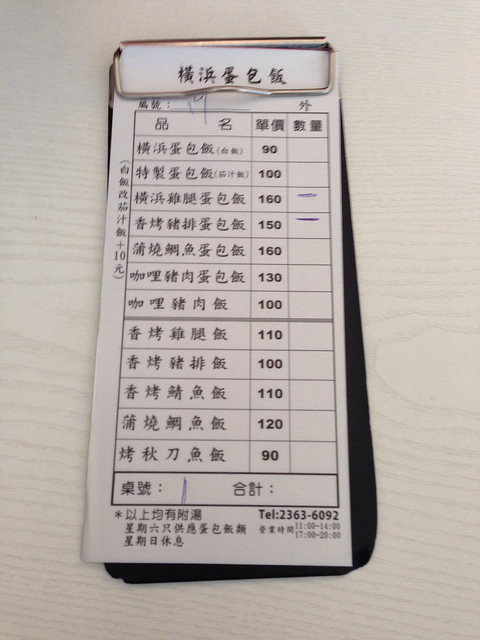 橫浜蛋包飯
編號： 19 外
品 名 單價 數量
橫浜蛋包飯(白飯) 90
特製蛋包飯(茄汁飯) 100
橫浜雞腿蛋包飯 160 一
香烤豬排蛋包飯 150 一
蒲燒鯛魚蛋包飯 160
咖哩豬肉蛋包飯 130
咖哩豬肉飯 100
香烤雞腿飯 110
香烤豬排飯 100
香烤鯖魚飯 110
蒲燒鯛魚飯 120
烤秋刀魚飯 90
(白飯改茄汁飯+10元)
桌號： 1 合計：
*以上均有附湯 Tel:2363-6092
星期六只供應蛋包飯類 營業時間 11:00~14:00
星期日休息 17:00~20:00